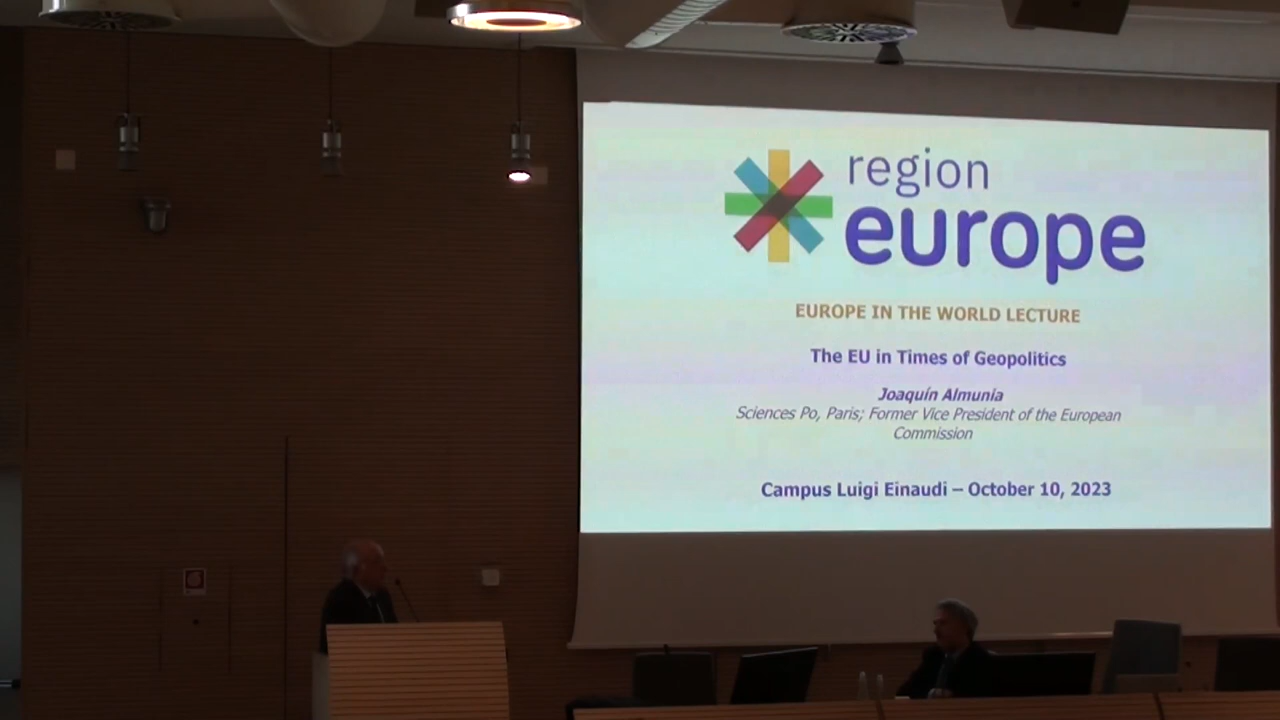 region
europe
EUROPE IN THE WORLD LECTURE
The EU in Times of Geopolitics
Joaquín Almunia
Sciences Po, Paris; Former Vice President of the European
Commission
Campus Luigi Einaudi – October 10, 2023